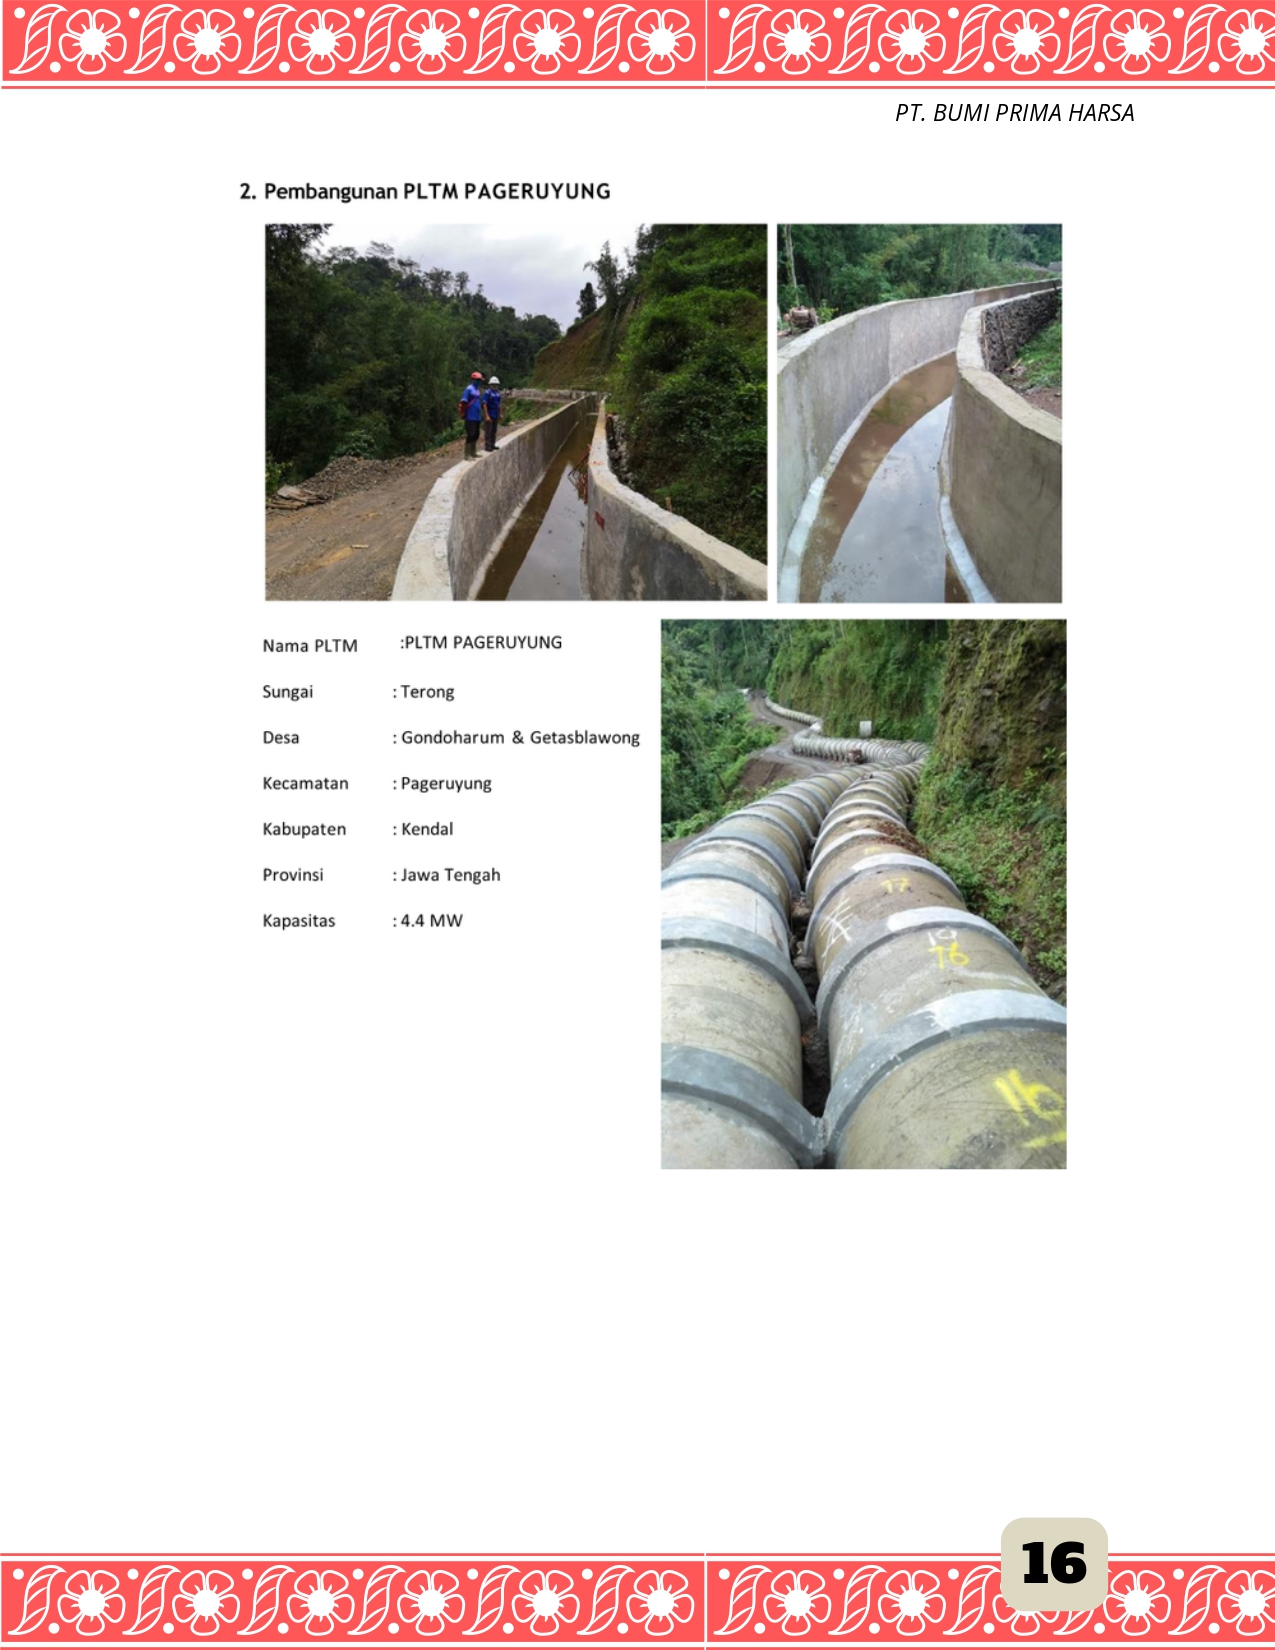 PT. BUMI PRIMA HARSA
2. Pembangunan PLTM PAGERUYUNG
Nama PLTM :PLTM PAGERUYUNG
Sungai : Terong
Desa : Gondoharum & Getasblawong
Kecamatan : Pageruyung
Kabupaten : Kendal
Provinsi : Jawa Tengah
Kapasitas : 4.4 MW
17
16
16
16